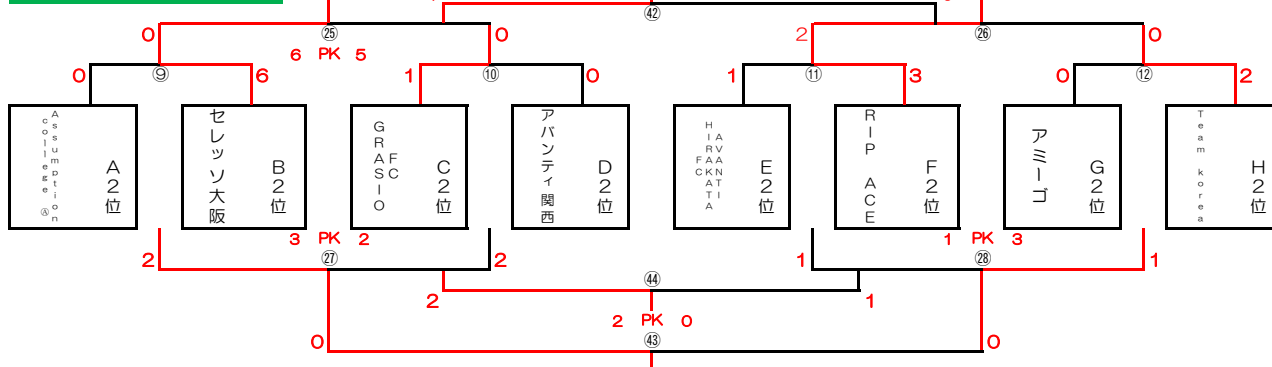 ㊷
㉕
㉖
0
0
2
0
6 PK 5
0
⑨
6
1
⑩
0
1
⑪
3
0
⑫
2
Assumption
college Ⓐ
A2位
セレッソ大阪
B2位
GRASIO
FC
C2位
アバンティ関西
D2位
HIRAKATA
AVANTI
FC
E2位
RIP ACE
F2位
アミーゴ
G2位
Team korea
H2位
3 PK 2
1 PK 3
2
㉗
2
1
㉘
1
㊹
2
1
2 PK 0
0
㊸
0